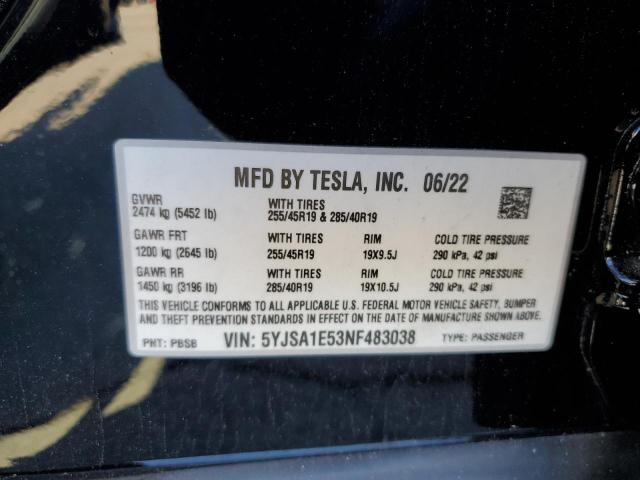 MFD BY TESLA, INC. 06/22
GVWR WITH TIRES
2474 kg (5452 lb) 255/45R19 & 285/40R19
GAWR FRT WITH TIRES RIM COLD TIRE PRESSURE
1200 kg (2645 lb) 255/45R19 19X9.5J 290 kPa, 42 psi
GAWR RR WITH TIRES RIM COLD TIRE PRESSURE
1450 kg (3196 lb) 285/40R19 19X10.5J 290 kPa, 42 psi
THIS VEHICLE CONFORMS TO ALL APPLICABLE U.S. FEDERAL MOTOR VEHICLE SAFETY, BUMPER
AND THEFT PREVENTION STANDARDS IN EFFECT ON THE DATE OF MANUFACTURE SHOWN ABOVE.
PNT: PBSB VIN: 5YJSA1E53NF483038 TYPE: PASSENGER